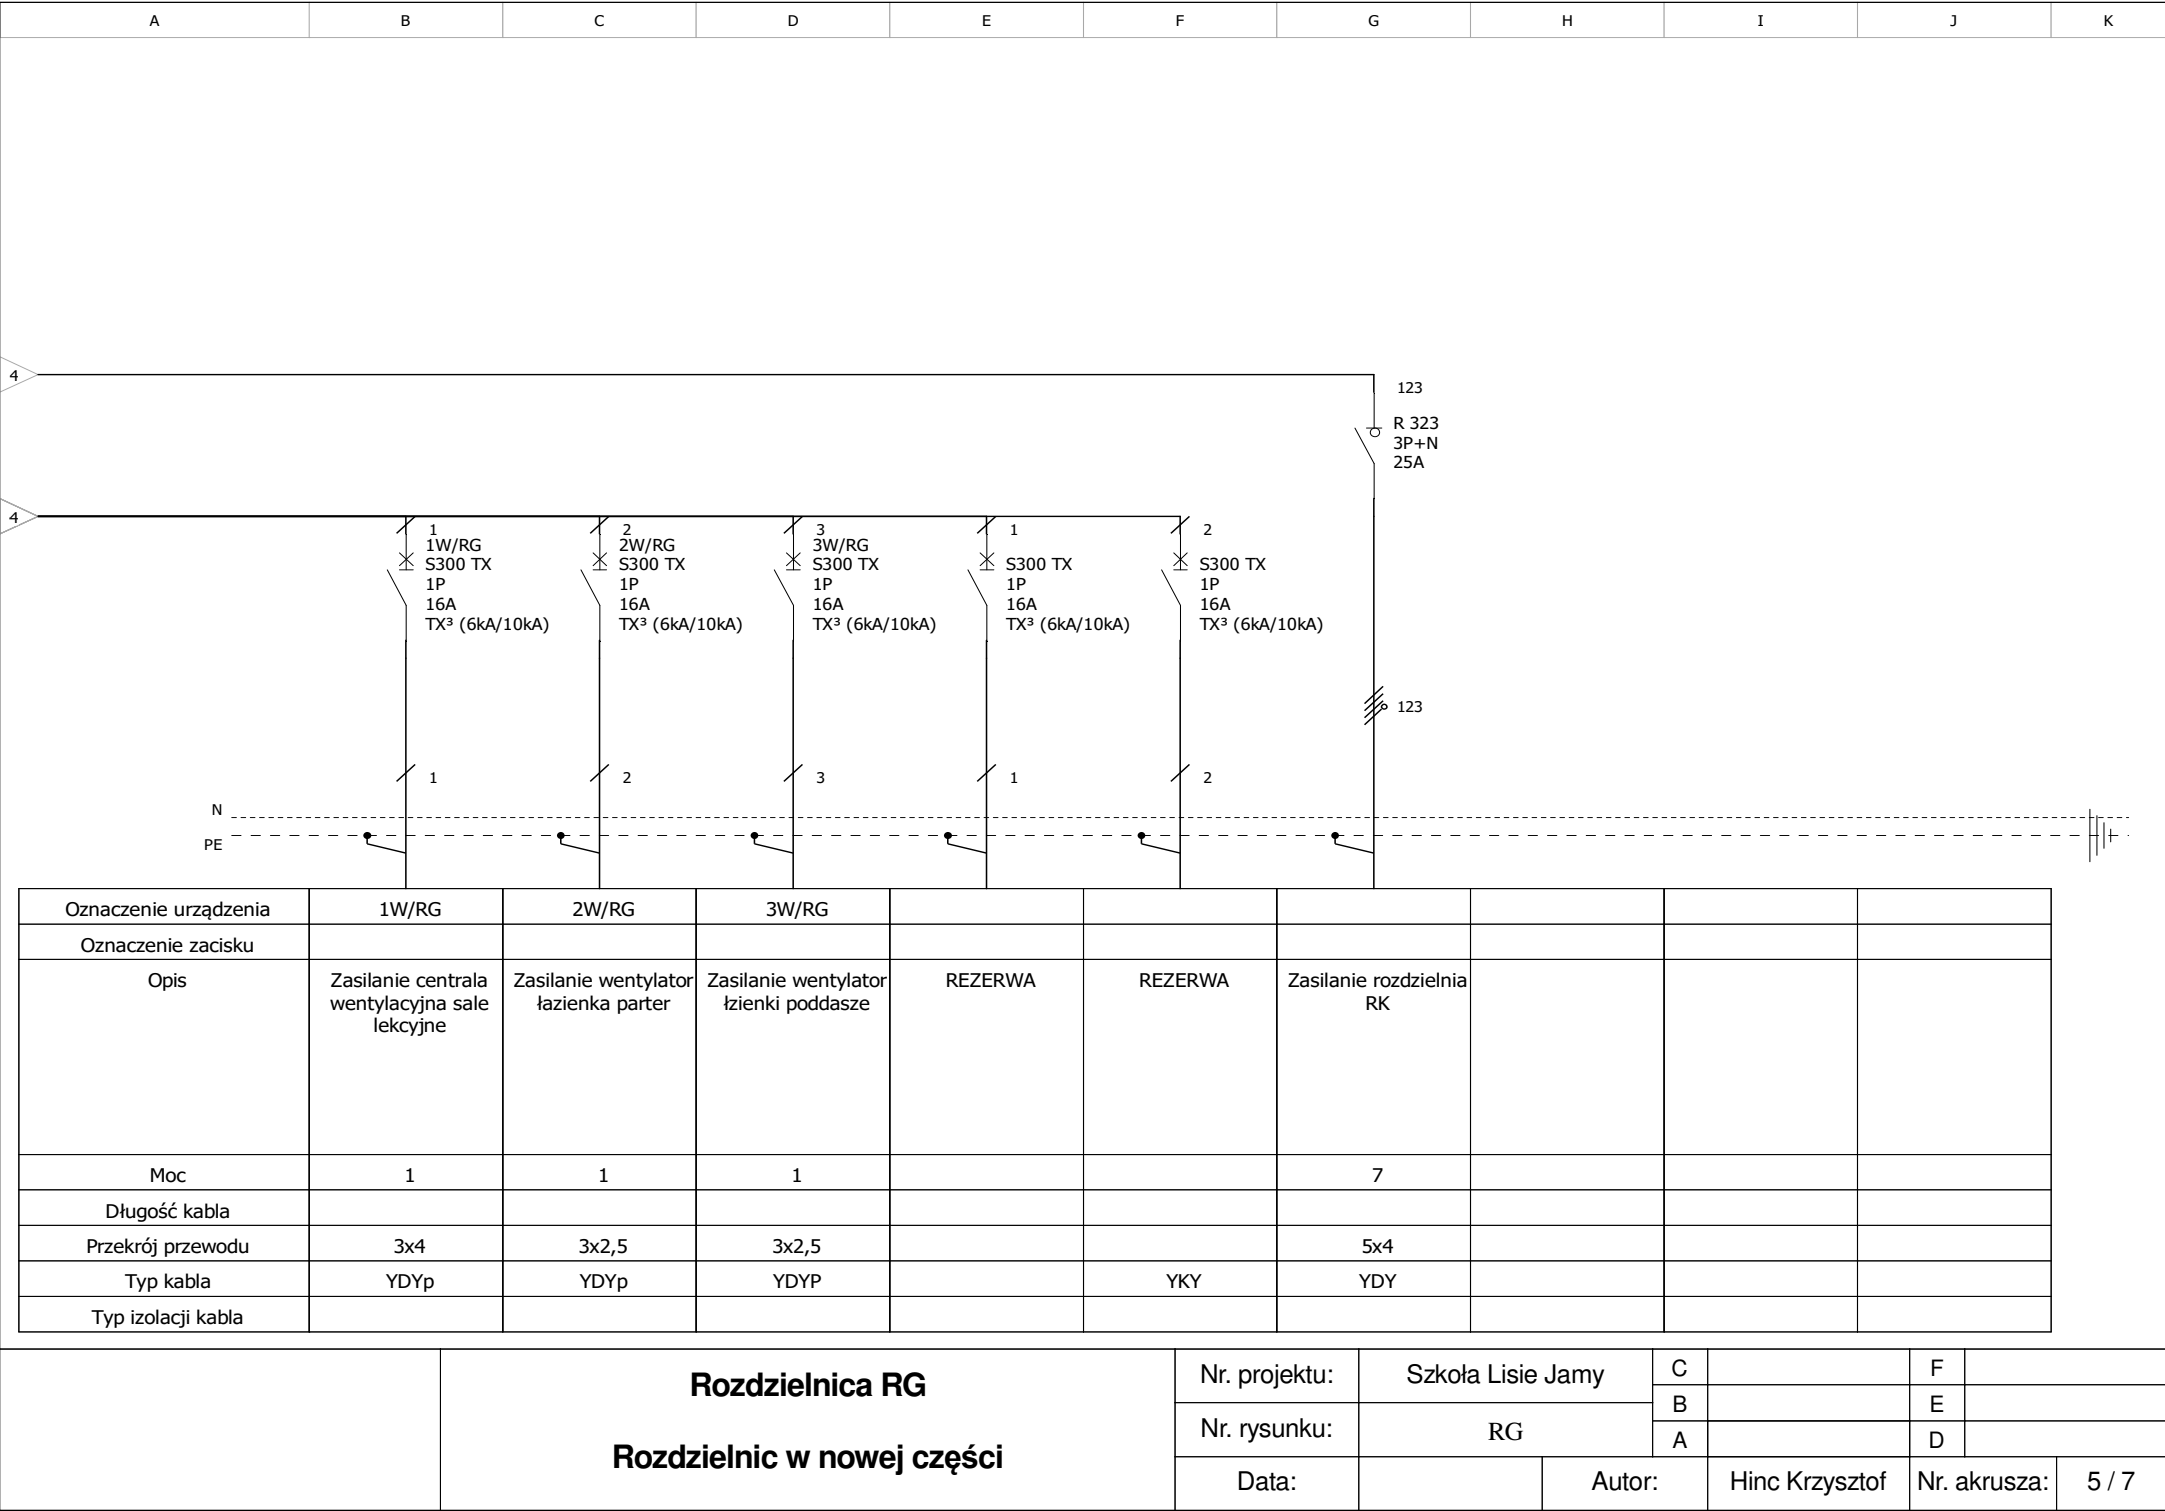 A B C D E F G H I J K
4
123
R 323
3P+N
25A
4
1 2 3 1 2
1W/RG 2W/RG 3W/RG
S300 TX S300 TX S300 TX S300 TX S300 TX
1P 1P 1P 1P 1P
16A 16A 16A 16A 16A
TX³ (6kA/10kA) TX³ (6kA/10kA) TX³ (6kA/10kA) TX³ (6kA/10kA) TX³ (6kA/10kA)
123
1 2 3 1 2
N
PE
Oznaczenie urządzenia 1W/RG 2W/RG 3W/RG
Oznaczenie zacisku
Opis Zasilanie centrala Zasilanie wentylator Zasilanie wentylator REZERWA REZERWA Zasilanie rozdzielnia
wentylacyjna sale łazienka parter łzienki poddasze RK
lekcyjne
Moc 1 1 1 7
Długość kabla
Przekrój przewodu 3x4 3x2,5 3x2,5 5x4
Typ kabla YDYp YDYp YDYP YKY YDY
Typ izolacji kabla
Rozdzielnica RG
Rozdzielnic w nowej części
Nr. projektu: Szkoła Lisie Jamy C F
B E
Nr. rysunku: RG A D
Data: Autor: Hinc Krzysztof Nr. akrusza: 5 / 7